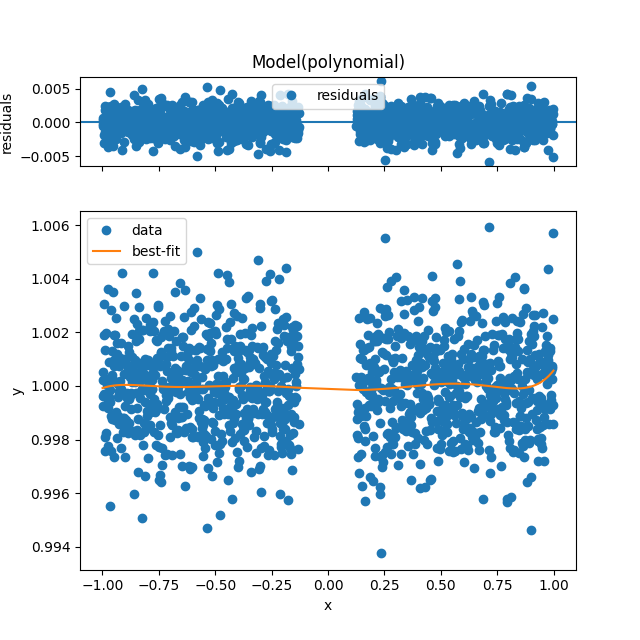 Model(polynomial)
residuals
0.005
0.000
−0.005
residuals
1.006
1.004
1.002
1.000
0.998
0.996
0.994
y
data
best-fit
−1.00 −0.75 −0.50 −0.25 0.00 0.25 0.50 0.75 1.00
x